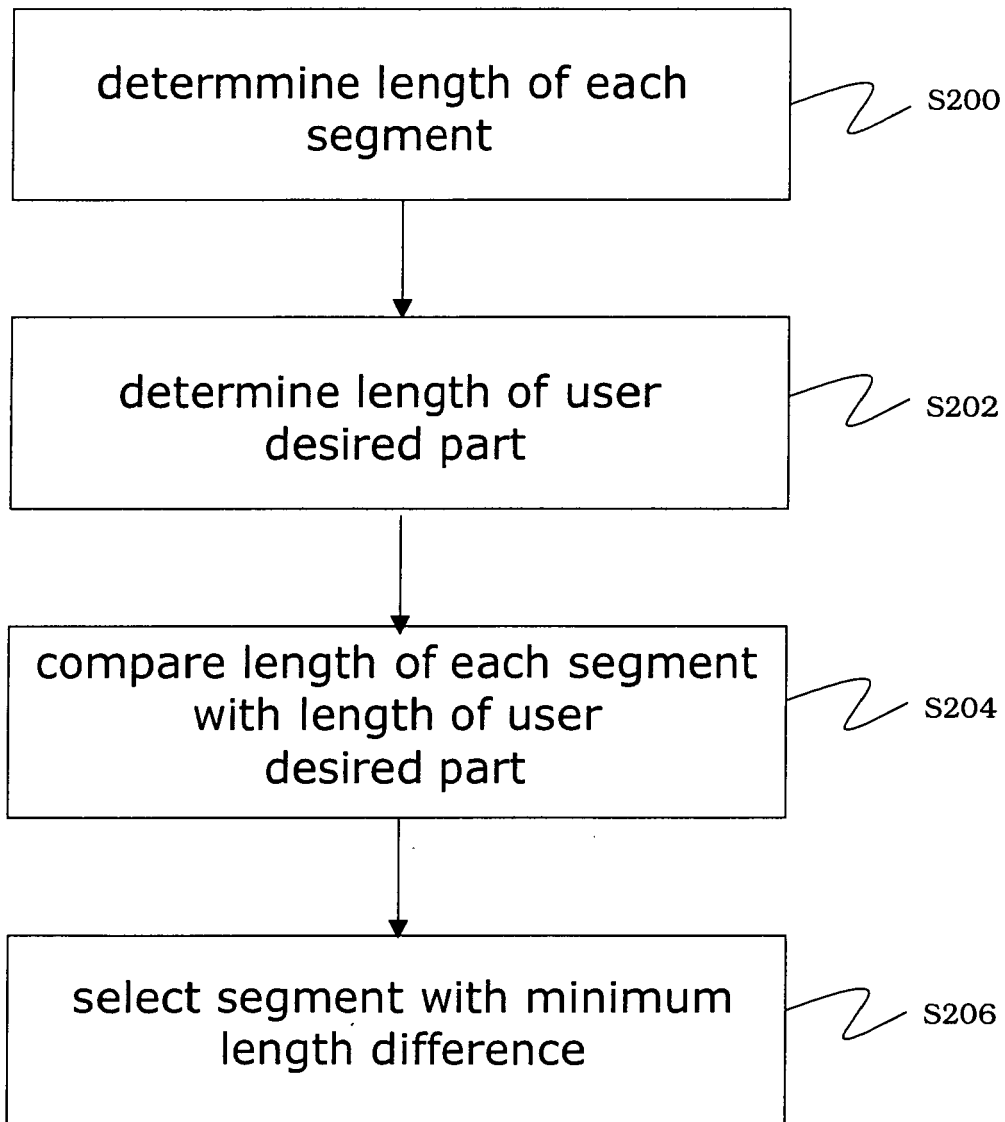 determmine length of each
segment
S200
determine length of user
desired part
S202
compare length of each segment
with length of user
desired part
S204
select segment with minimum
length difference
S206